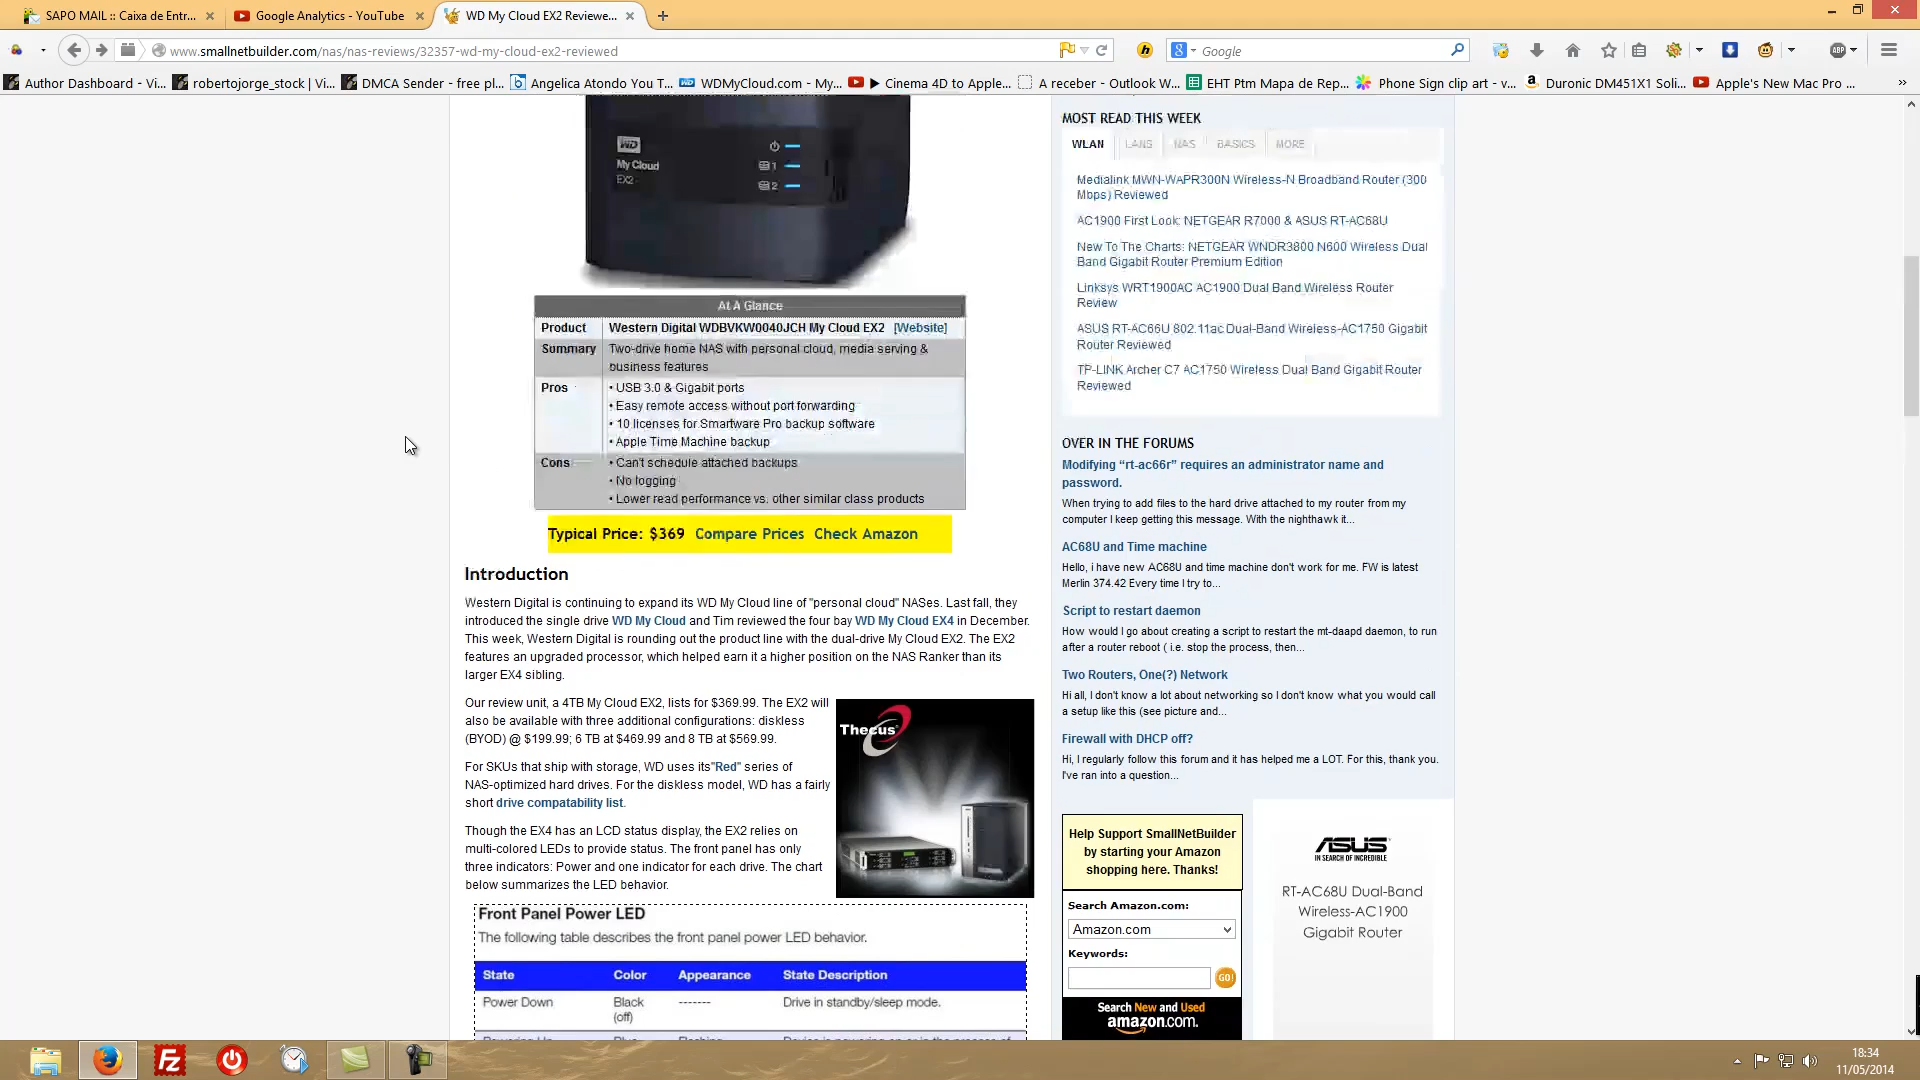 SAPO MAIL :: Caixa de Entr...
Google Analytics - YouTube
WD My Cloud EX2 Reviewe...
www.smallnetbuilder.com/nas/nas-reviews/32357-wd-my-cloud-ex2-reviewed
Google
ABP
Author Dashboard - Vi...
robertojorge_stock | Vi...
DMCA Sender - free pl...
Angelica Atondo You T...
WDMyCloud.com - My...
▶ Cinema 4D to Apple...
A receber - Outlook W...
EHT Ptm Mapa de Rep...
Phone Sign clip art - v...
Duronic DM451X1 Soli...
Apple's New Mac Pro ...
WD
My Cloud
EX2
1
2
At A Glance
Product Western Digital WDBVKW0040JCH My Cloud EX2 [Website]
Summary Two-drive home NAS with personal cloud, media serving &
business features
Pros • USB 3.0 & Gigabit ports
• Easy remote access without port forwarding
• 10 licenses for Smartware Pro backup software
• Apple Time Machine backup
Cons • Can't schedule attached backups
• No logging
• Lower read performance vs. other similar class products
Typical Price: $369 Compare Prices Check Amazon
Introduction
Western Digital is continuing to expand its WD My Cloud line of "personal cloud" NASes. Last fall, they
introduced the single drive WD My Cloud and Tim reviewed the four bay WD My Cloud EX4 in December.
This week, Western Digital is rounding out the product line with the dual-drive My Cloud EX2. The EX2
features an upgraded processor, which helped earn it a higher position on the NAS Ranker than its
larger EX4 sibling.
Our review unit, a 4TB My Cloud EX2, lists for $369.99. The EX2 will
also be available with three additional configurations: diskless
(BYOD) @ $199.99; 6 TB at $469.99 and 8 TB at $569.99.
For SKUs that ship with storage, WD uses its"Red" series of
NAS-optimized hard drives. For the diskless model, WD has a fairly
short drive compatability list.
Though the EX4 has an LCD status display, the EX2 relies on
multi-colored LEDs to provide status. The front panel has only
three indicators: Power and one indicator for each drive. The chart
below summarizes the LED behavior.
Thecus
Front Panel Power LED
The following table describes the front panel power LED behavior.
State Color Appearance State Description
Power Down Black ------- Drive in standby/sleep mode.
(off)
MOST READ THIS WEEK
WLAN LANS NAS BASICS MORE
Medialink MWN-WAPR300N Wireless-N Broadband Router (300
Mbps) Reviewed
AC1900 First Look: NETGEAR R7000 & ASUS RT-AC68U
New To The Charts: NETGEAR WNDR3800 N600 Wireless Dual
Band Gigabit Router Premium Edition
Linksys WRT1900AC AC1900 Dual Band Wireless Router
Review
ASUS RT-AC66U 802.11ac Dual-Band Wireless-AC1750 Gigabit
Router Reviewed
TP-LINK Archer C7 AC1750 Wireless Dual Band Gigabit Router
Reviewed
OVER IN THE FORUMS
Modifying “rt-ac66r” requires an administrator name and
password.
When trying to add files to the hard drive attached to my router from my
computer I keep getting this message. With the nighthawk it...
AC68U and Time machine
Hello, i have new AC68U and time machine don't work for me. FW is latest
Merlin 374.42 Every time I try to...
Script to restart daemon
How would I go about creating a script to restart the mt-daapd daemon, to run
after a router reboot ( i.e. stop the process, then...
Two Routers, One(?) Network
Hi all, I don't know a lot about networking so I don't know what you would call
a setup like this (see picture and...
Firewall with DHCP off?
Hi, I regularly follow this forum and it has helped me a LOT. For this, thank you.
I've ran into a question...
Help Support SmallNetBuilder
by starting your Amazon
shopping here. Thanks!
Search Amazon.com:
Amazon.com
Keywords:
GO!
Search New and Used
amazon.com.
ASUS
IN SEARCH OF INCREDIBLE
RT-AC68U Dual-Band
Wireless-AC1900
Gigabit Router
18:34
11/05/2014